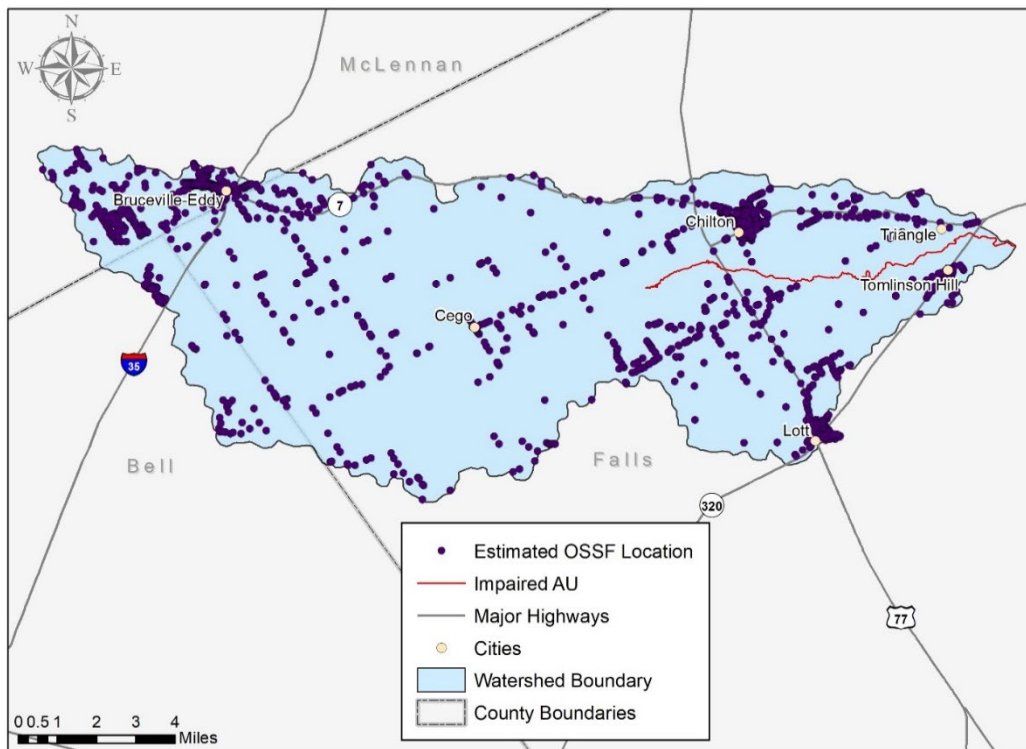 N
W E
S
McLennan
Bruceville-Eddy
7
Chilton
Triangle
Tomlinson Hill
Cego
35
Lott
Bell
Falls
320
77
Estimated OSSF Location
Impaired AU
Major Highways
Cities
Watershed Boundary
County Boundaries
0 0.5 1 2 3 4
Miles